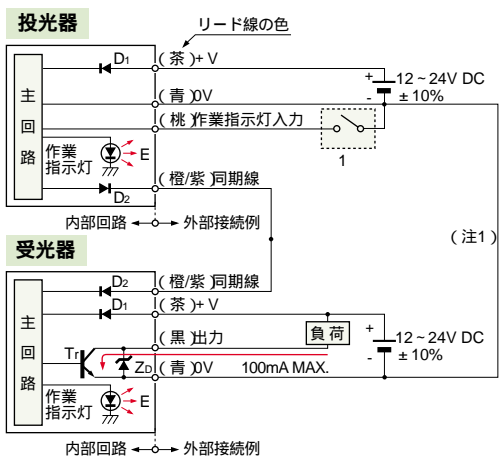 投光器
リード線の色
D1
(茶)+V
(青)0V
(桃)作業指示灯入力
+
-
12~24V DC
±10%
1
主回路
作業
指示灯
E
D2
(橙/紫)同期線
内部回路
外部接続例
(注1)
受光器
D2
(橙/紫)同期線
D1
(茶)+V
(黒)出力
負荷
+
-
12~24V DC
±10%
主回路
Tr
ZD
(青)0V
100mA MAX.
作業
指示灯
E
内部回路
外部接続例